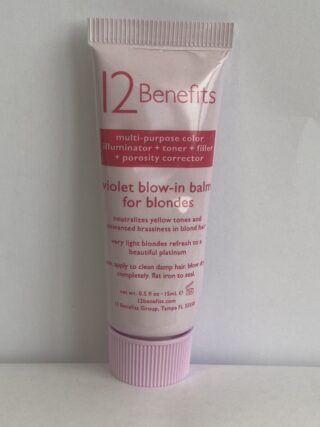 12 Benefits
multi-purpose color
illuminator + toner + filler
+ porosity corrector
violet blow-in balm
for blondes
neutralizes yellow tones and
unwanted brassiness in blond hair
very light blondes refresh to a
beautiful platinum
apply to clean damp hair. blow dry
completely. flat iron to seal.
net wt. 0.5 fl oz · 15mL
12benefits.com
12 Benefits Group, Tampa FL